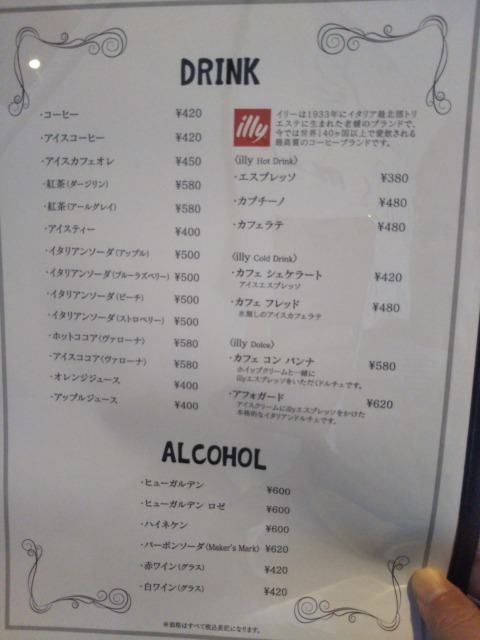 DRINK
・コーヒー ¥420
・アイスコーヒー ¥420
・アイスカフェオレ ¥450
・紅茶(ダージリン) ¥580
・紅茶(アールグレイ) ¥580
・アイスティー ¥400
・イタリアンソーダ(アップル) ¥500
・イタリアンソーダ(ブルーラズベリー) ¥500
・イタリアンソーダ(ピーチ) ¥500
・イタリアンソーダ(ストロベリー) ¥500
・ホットココア(ヴァローナ) ¥580
・アイスココア(ヴァローナ) ¥580
・オレンジジュース ¥400
・アップルジュース ¥400
illy
イリーは1933年にイタリア最北部トリ
エステに生まれた老舗のブランドで、
今では世界140ヶ国以上で愛飲される
最高質のコーヒーブランドです。
〈illy Hot Drink〉
・エスプレッソ ¥380
・カプチーノ ¥480
・カフェラテ ¥480
〈illy Cold Drink〉
・カフェ シェケラート ¥420
アイスエスプレッソ
・カフェ フレッド ¥480
氷無しのアイスカフェラテ
〈illy Dolce〉
・カフェ コン パンナ ¥580
ホイップクリームと一緒に
illyエスプレッソをいただくドルチェです。
・アフォガード ¥620
アイスクリームにillyエスプレッソをかけた
本格的なイタリアンドルチェです。
ALCOHOL
・ヒューガルデン ¥600
・ヒューガルデン ロゼ ¥600
・ハイネケン ¥600
・バーボンソーダ(Maker's Mark) ¥620
・赤ワイン(グラス) ¥420
・白ワイン(グラス) ¥420
※価格はすべて税込表記になります。